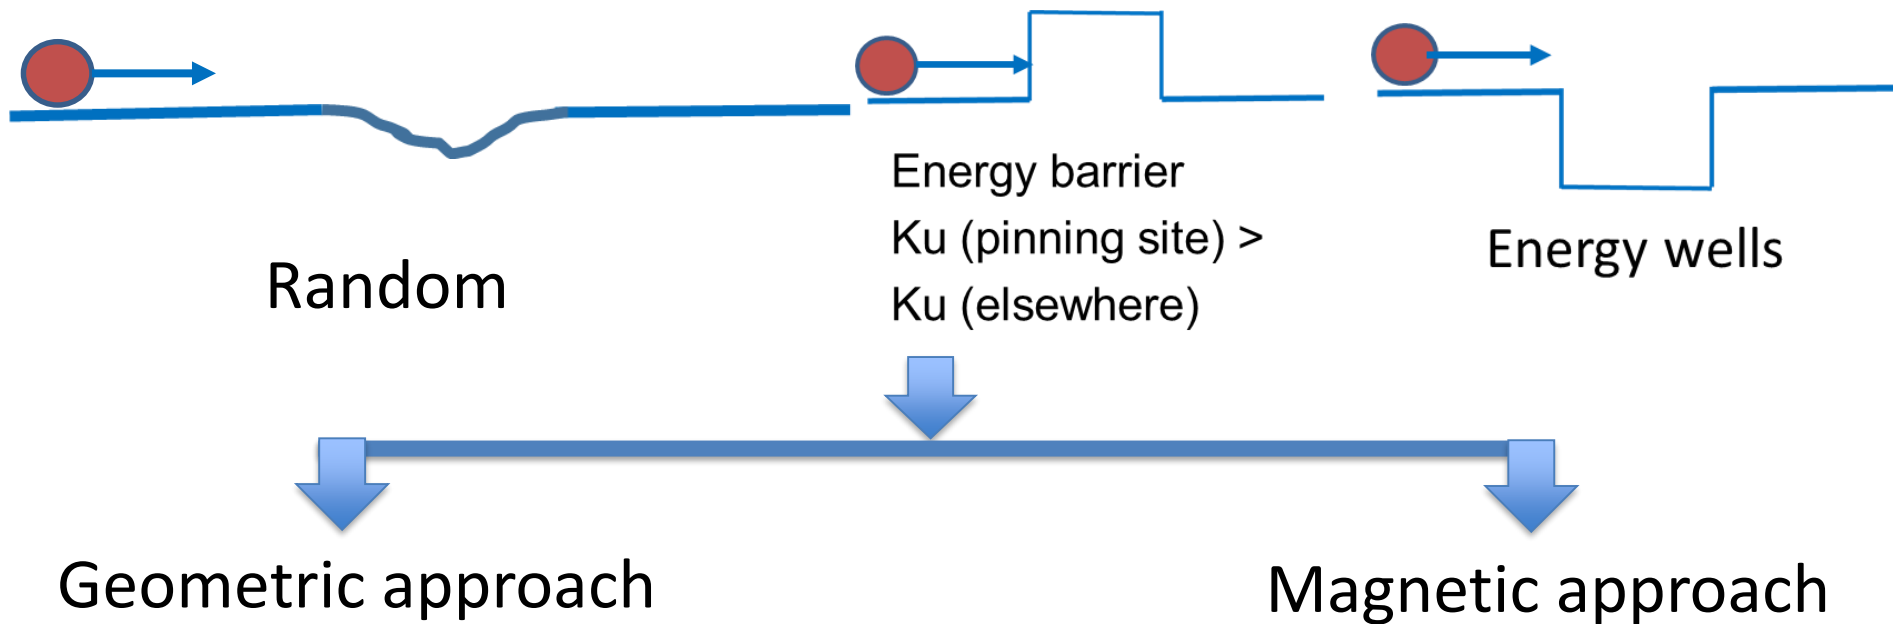 Random
Energy barrier
Ku (pinning site) >
Ku (elsewhere)
Energy wells
Geometric approach
Magnetic approach